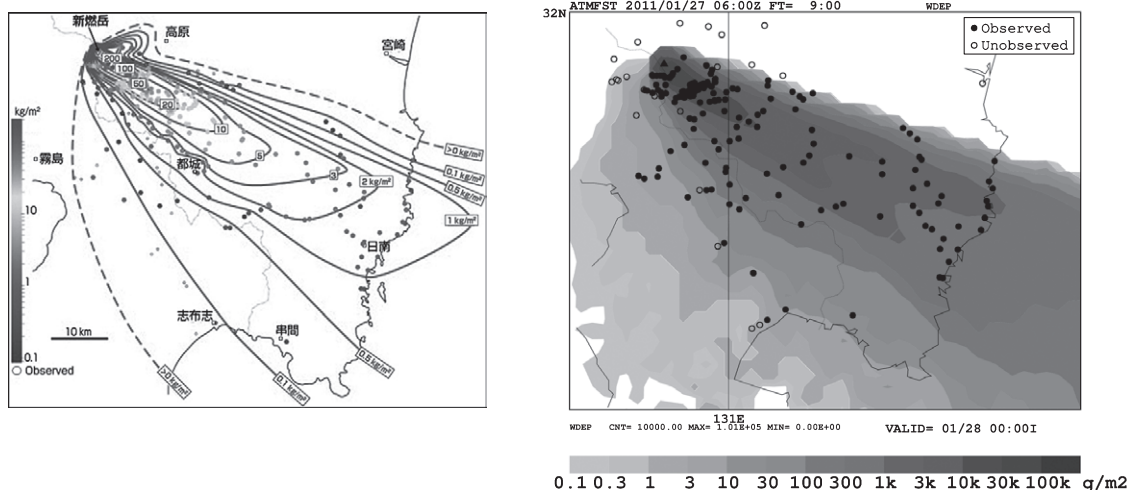 新燃岳
高原
宮崎
200
100
50
20
10
5
3
2 kg/m²
1 kg/m²
>0 kg/m²
0.1 kg/m²
0.5 kg/m²
kg/m²
霧島
都城
10
1
日南
志布志
串間
10 km
0.1
Observed
>0 kg/m²
0.1 kg/m²
0.5 kg/m²
ATMFST 2011/01/27 06:00Z FT= 9:00 WDEP
32N
Observed
Unobserved
131E
WDEP CNT= 10000.00 MAX= 1.01E+05 MIN= 0.00E+00 VALID= 01/28 00:00I
0.1 0.3 1 3 10 30 100 300 1k 3k 10k 30k 100k g/m2